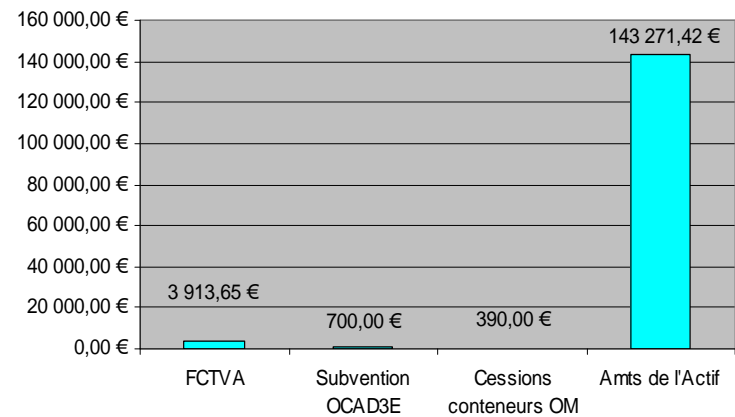 160 000,00 €
140 000,00 €
120 000,00 €
100 000,00 €
80 000,00 €
60 000,00 €
40 000,00 €
20 000,00 €
0,00 €
143 271,42 €
3 913,65 €
700,00 €
390,00 €
FCTVA
Subvention
OCAD3E
Cessions
conteneurs OM
Amts de l'Actif